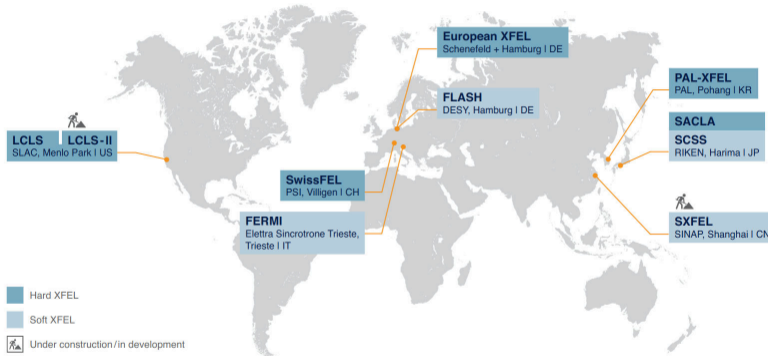 European XFEL
Schenefeld + Hamburg | DE
FLASH
DESY, Hamburg | DE
PAL-XFEL
PAL, Pohang | KR
SACLA
SCSS
RIKEN, Harima | JP
LCLS LCLS-II
SLAC, Menlo Park | US
SwissFEL
PSI, Villigen | CH
FERMI
Elettra Sincrotrone Trieste,
Trieste | IT
SXFEL
SINAP, Shanghai | CN
Hard XFEL
Soft XFEL
Under construction/in development